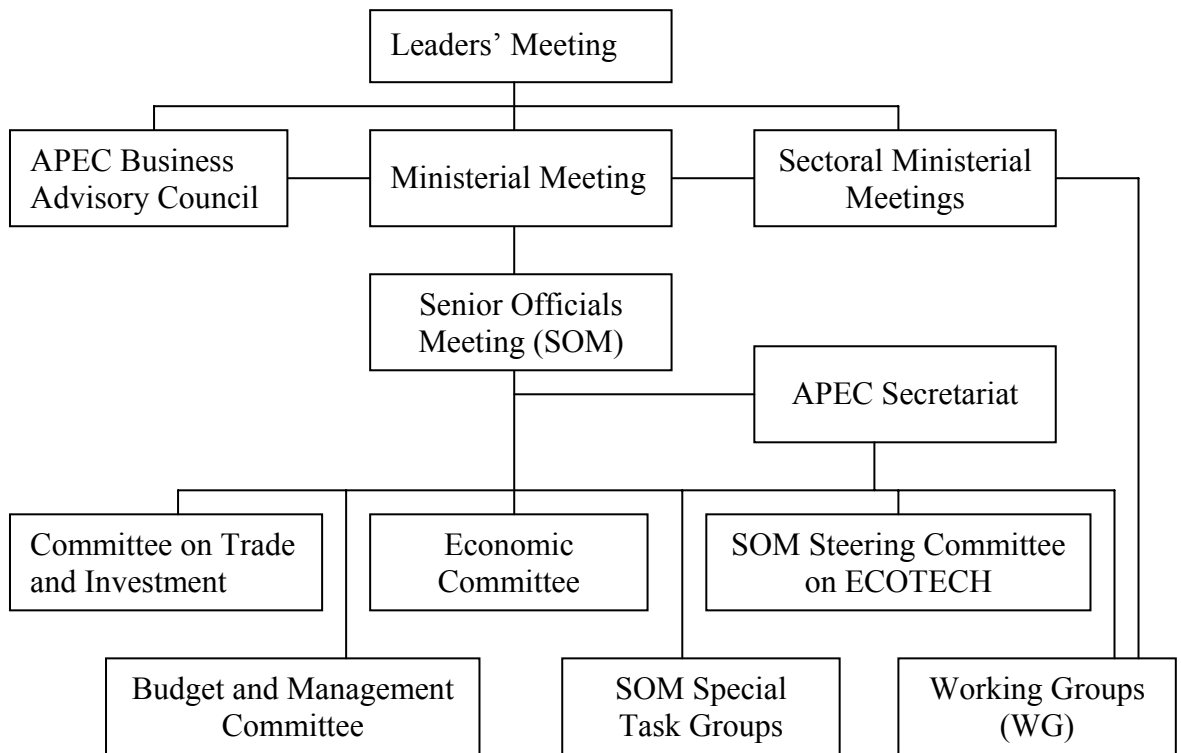 Leaders’ Meeting
APEC Business
Advisory Council
Ministerial Meeting
Sectoral Ministerial
Meetings
Senior Officials
Meeting (SOM)
APEC Secretariat
Committee on Trade
and Investment
Economic
Committee
SOM Steering Committee
on ECOTECH
Budget and Management
Committee
SOM Special
Task Groups
Working Groups
(WG)